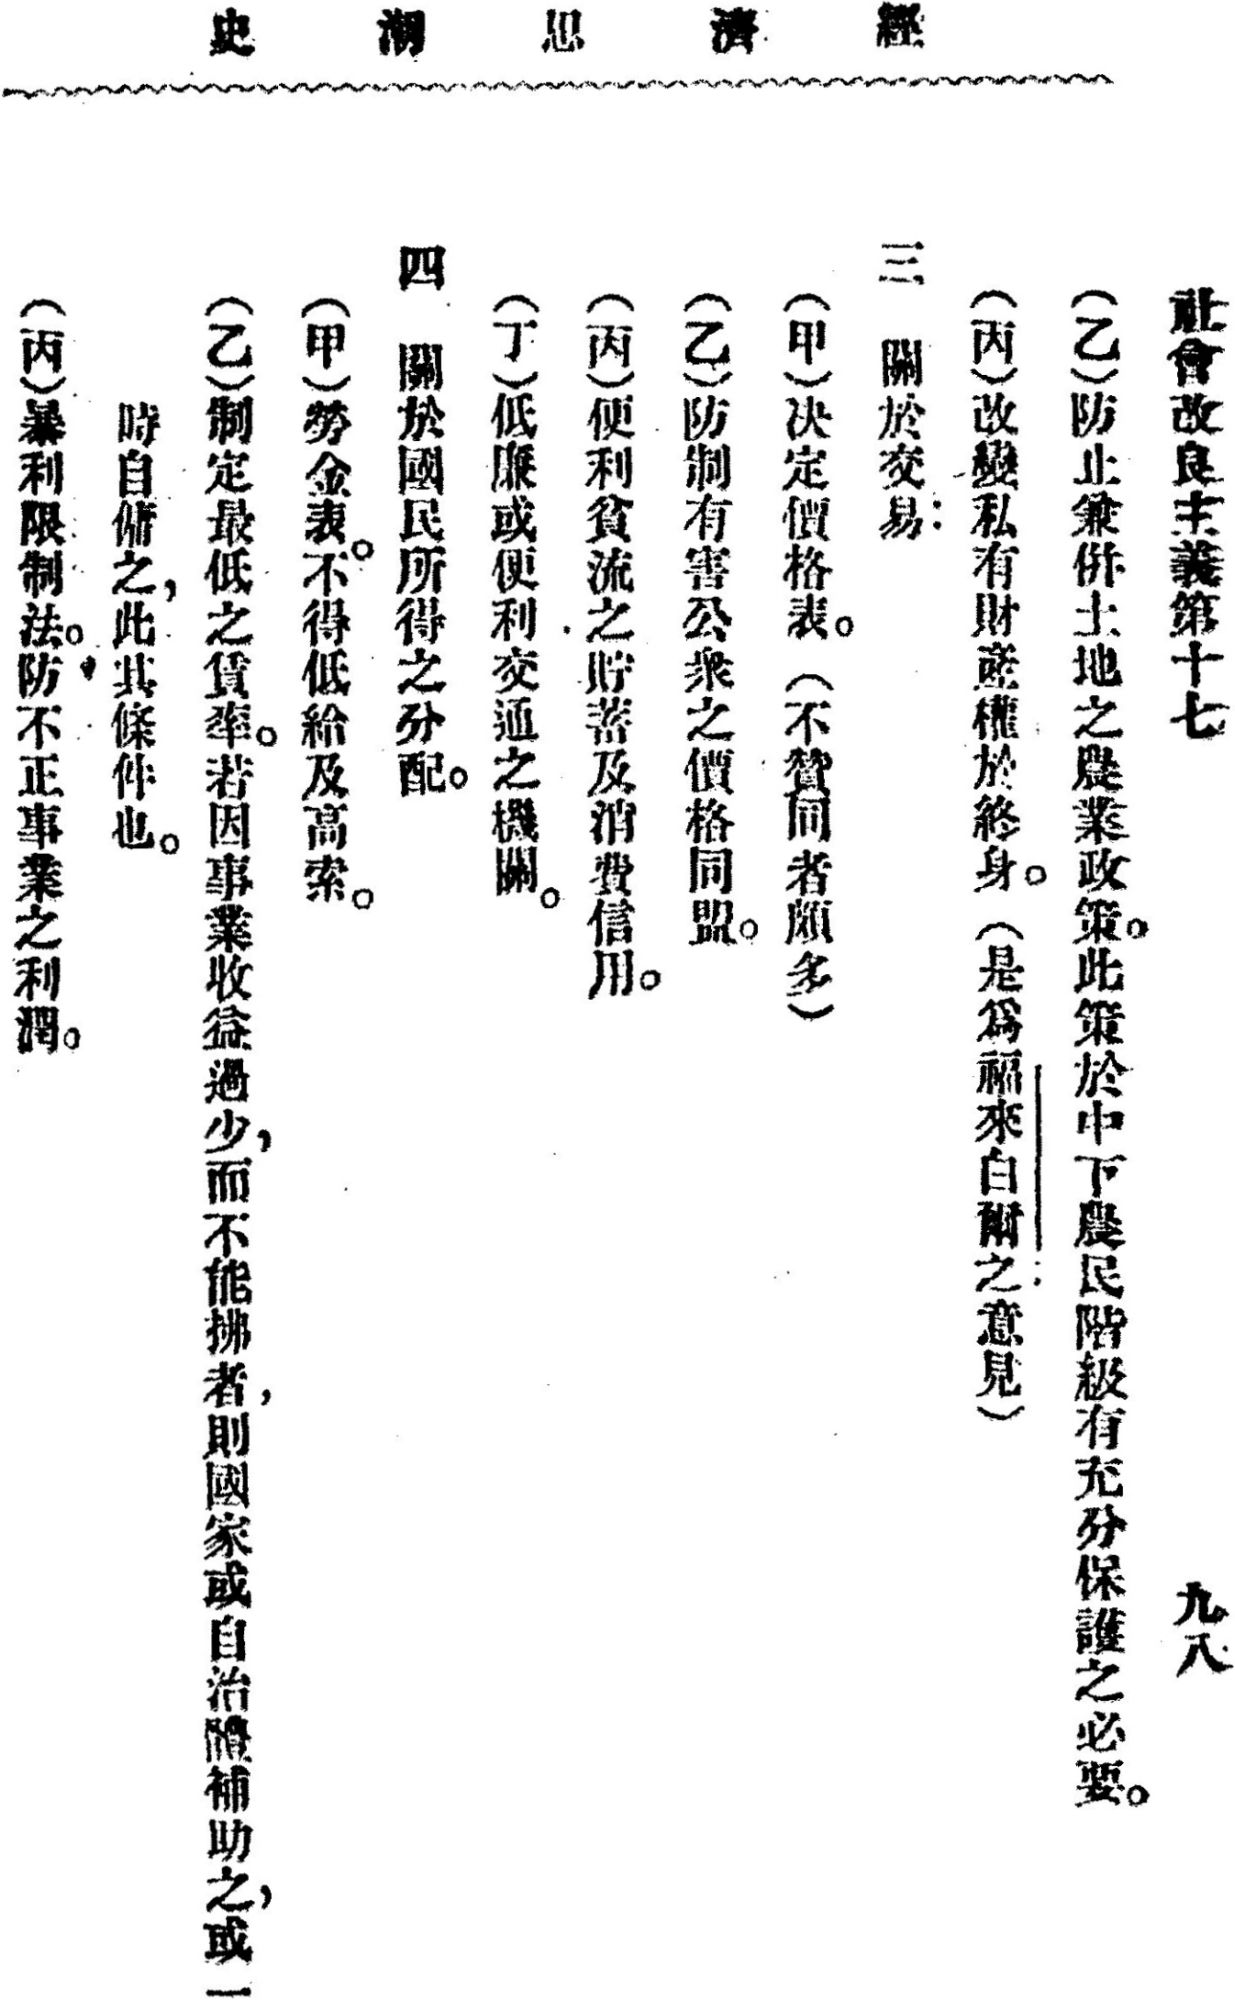 經濟思潮史
社會改良主義第十七 九八
(乙)防止兼併土地之農業政策。此策於中下農民階級有充分保護之必要。
(丙)改變私有財產權於終身。(是爲福來白爾之意見)
三 關於交易:
(甲)決定價格表。(不贊同者頗多)
(乙)防制有害公衆之價格同盟。
(丙)便利貧流之貯蓄及消費信用。
(丁)低廉或便利交通之機關。
四 關於國民所得之分配。
(甲)勞金表。不得低給及高索。
(乙)制定最低之賃率。若因事業收益過少,而不能拂者,則國家或自治體補助之,或一
時自傭之,此其條件也。
(丙)暴利限制法。防不正事業之利潤。